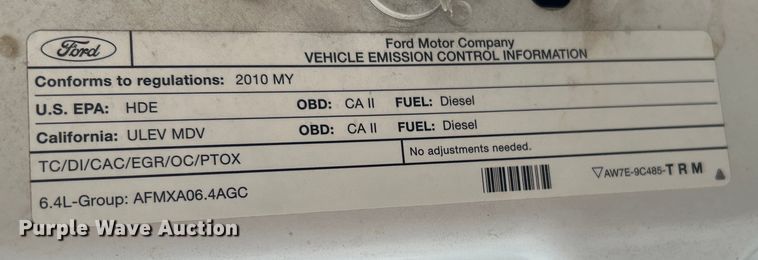 Ford
Ford Motor Company
VEHICLE EMISSION CONTROL INFORMATION
Conforms to regulations: 2010 MY
U.S. EPA: HDE OBD: CA II FUEL: Diesel
California: ULEV MDV OBD: CA II FUEL: Diesel
TC/DI/CAC/EGR/OC/PTOX No adjustments needed.
6.4L-Group: AFMXA06.4AGC AW7E-9C485-TRM
Purple Wave Auction